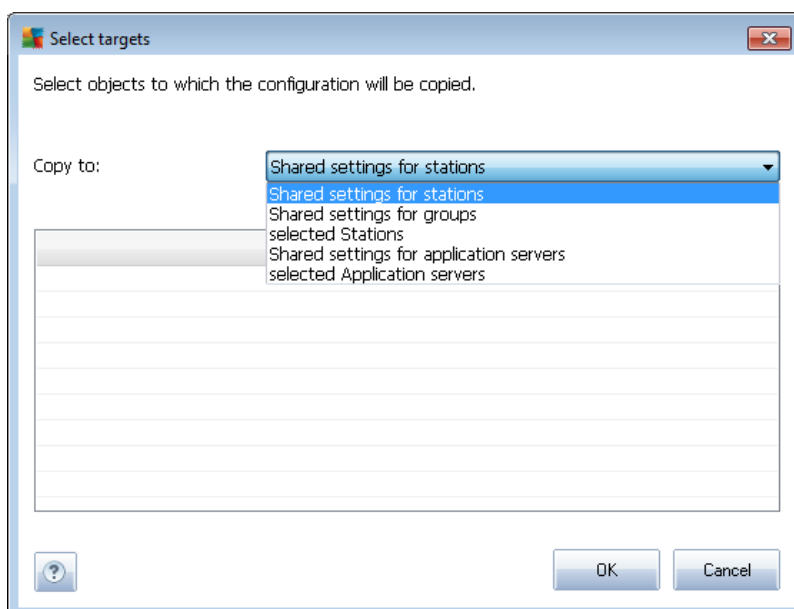 Select targets
Select objects to which the configuration will be copied.
Copy to:
Shared settings for stations
Shared settings for stations
Shared settings for groups
selected Stations
Shared settings for application servers
selected Application servers
?
OK
Cancel